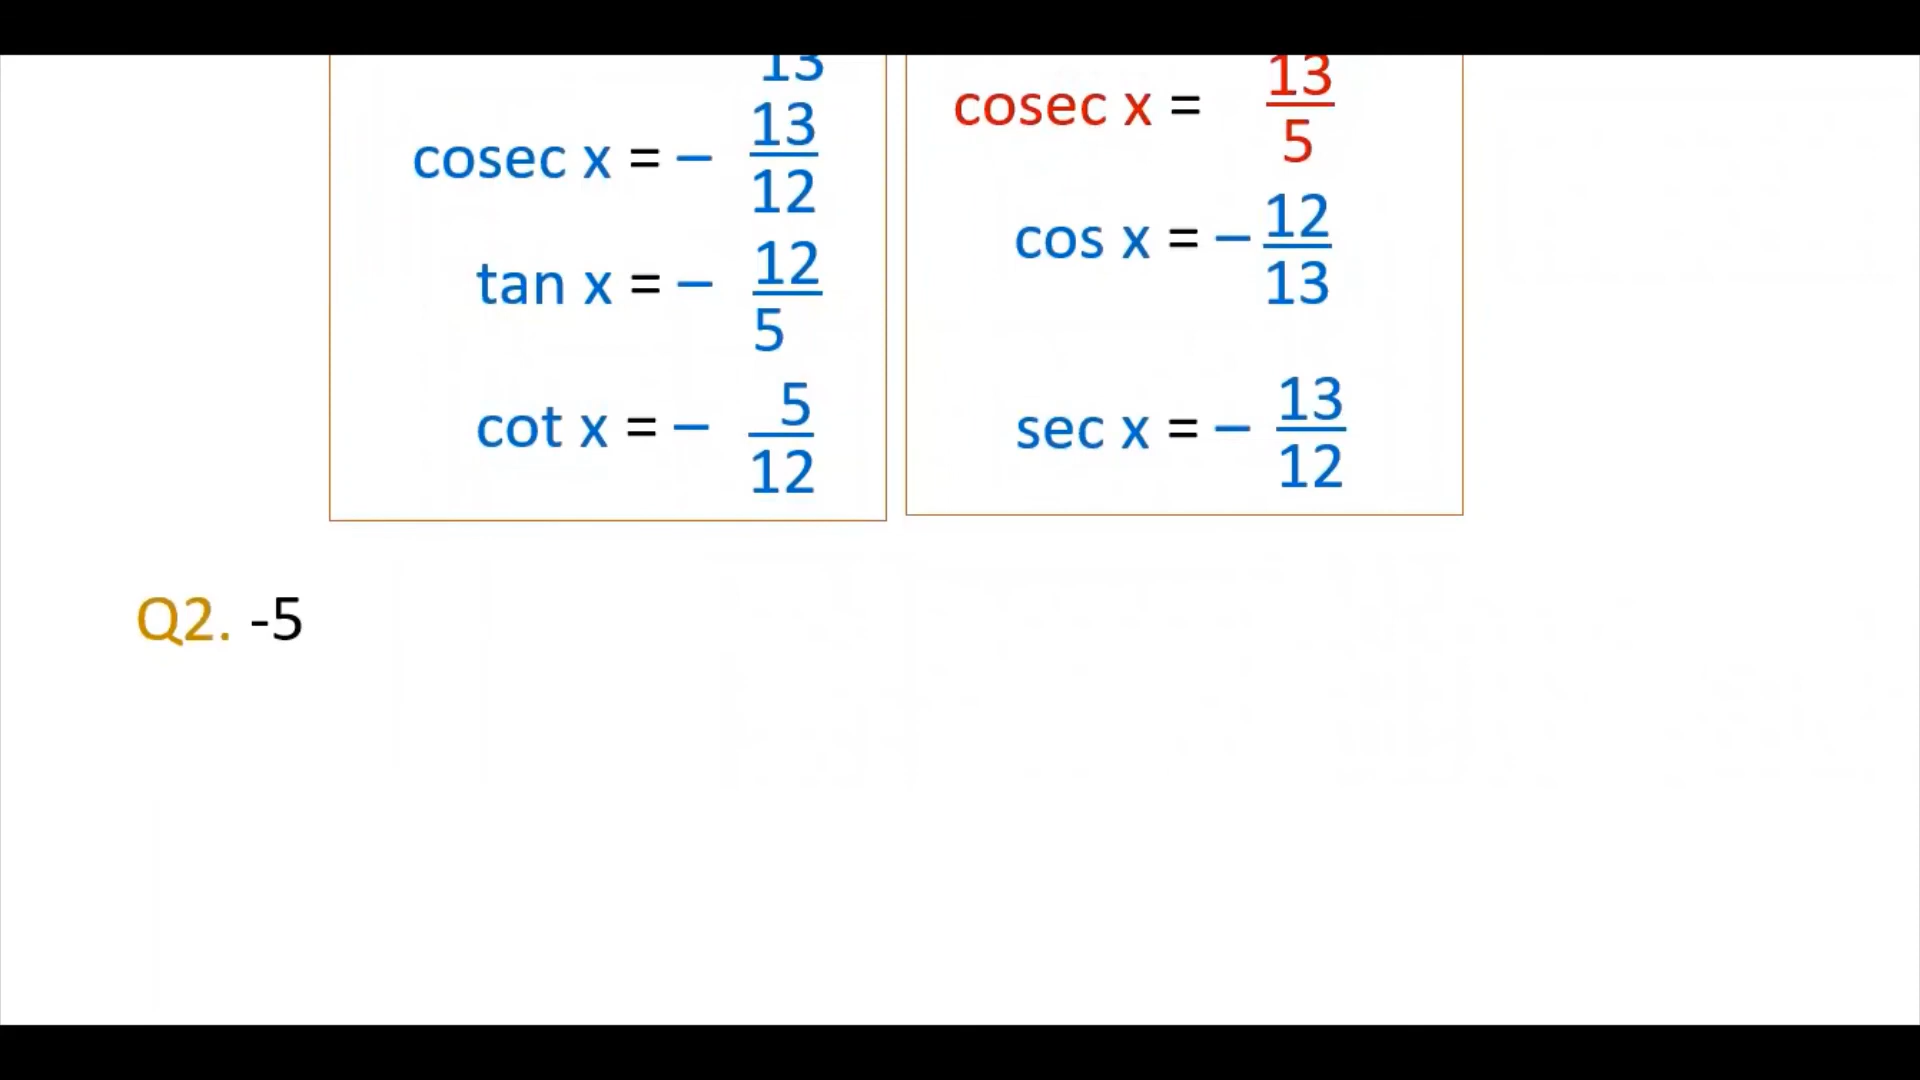 13
cosec x = – 13/12
tan x = – 12/5
cot x = – 5/12
cosec x = 13/5
cos x = – 12/13
sec x = – 13/12
Q2. -5